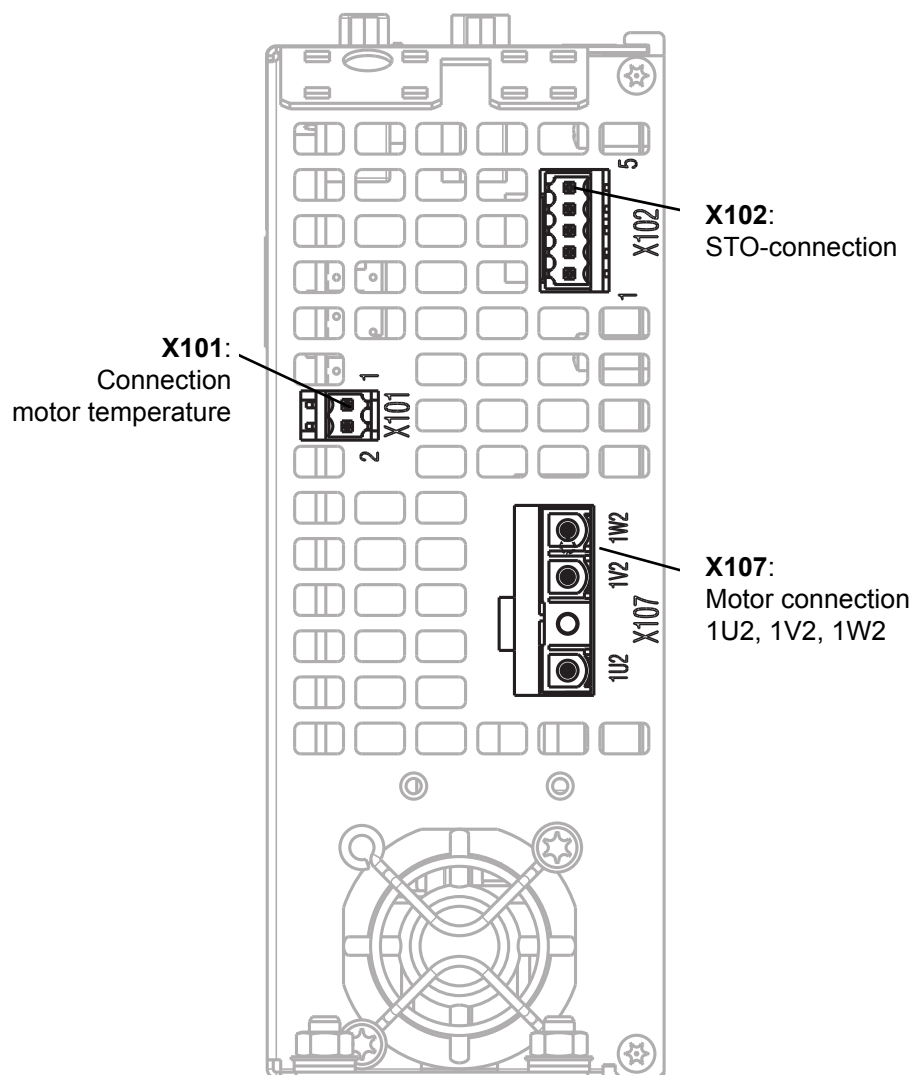 5
X102
1
X102:
STO-connection
X101:
Connection
motor temperature
1
X101
2
1W2
1V2
X107
1U2
X107:
Motor connection
1U2, 1V2, 1W2